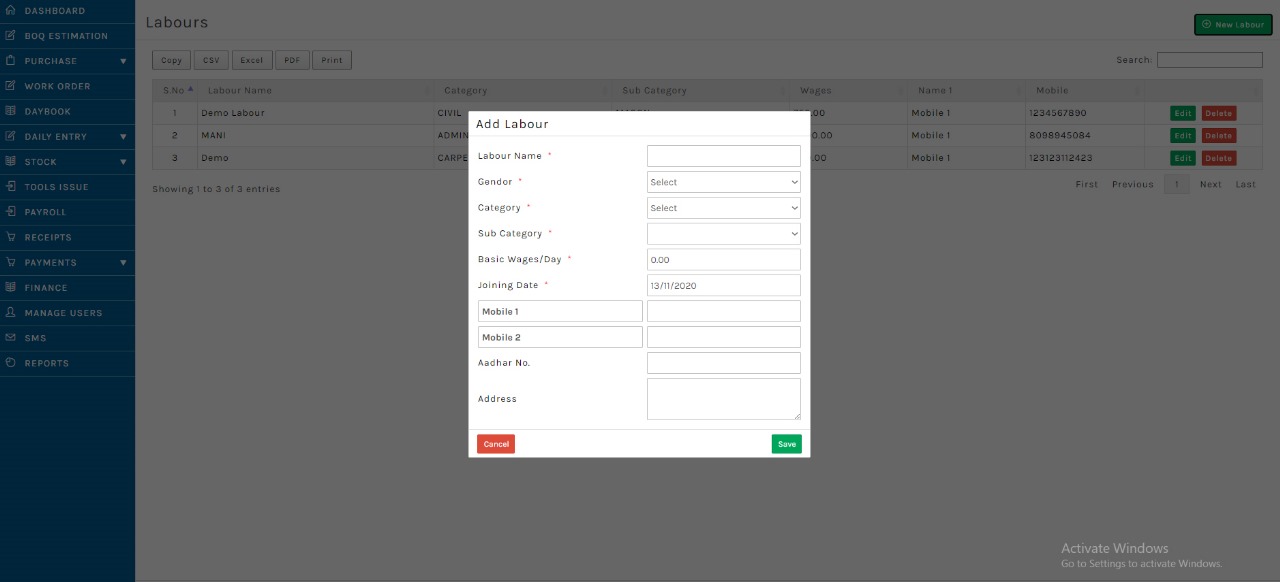 DASHBOARD
BOQ ESTIMATION
PURCHASE
WORK ORDER
DAYBOOK
DAILY ENTRY
STOCK
TOOLS ISSUE
PAYROLL
RECEIPTS
PAYMENTS
FINANCE
MANAGE USERS
SMS
REPORTS
Labours
New Labour
Copy CSV Excel PDF Print
Search:
S.No Labour Name Category Sub Category Wages Name 1 Mobile
1 Demo Labour CIVIL .00 Mobile 1 1234567890 Edit Delete
2 MANI ADMIN 0.00 Mobile 1 8098945084 Edit Delete
3 Demo CARPE .00 Mobile 1 123123112423 Edit Delete
Showing 1 to 3 of 3 entries
First Previous 1 Next Last
Add Labour
Labour Name *
Gendor * Select
Category * Select
Sub Category *
Basic Wages/Day * 0.00
Joining Date * 13/11/2020
Mobile 1
Mobile 2
Aadhar No.
Address
Cancel Save
Activate Windows
Go to Settings to activate Windows.